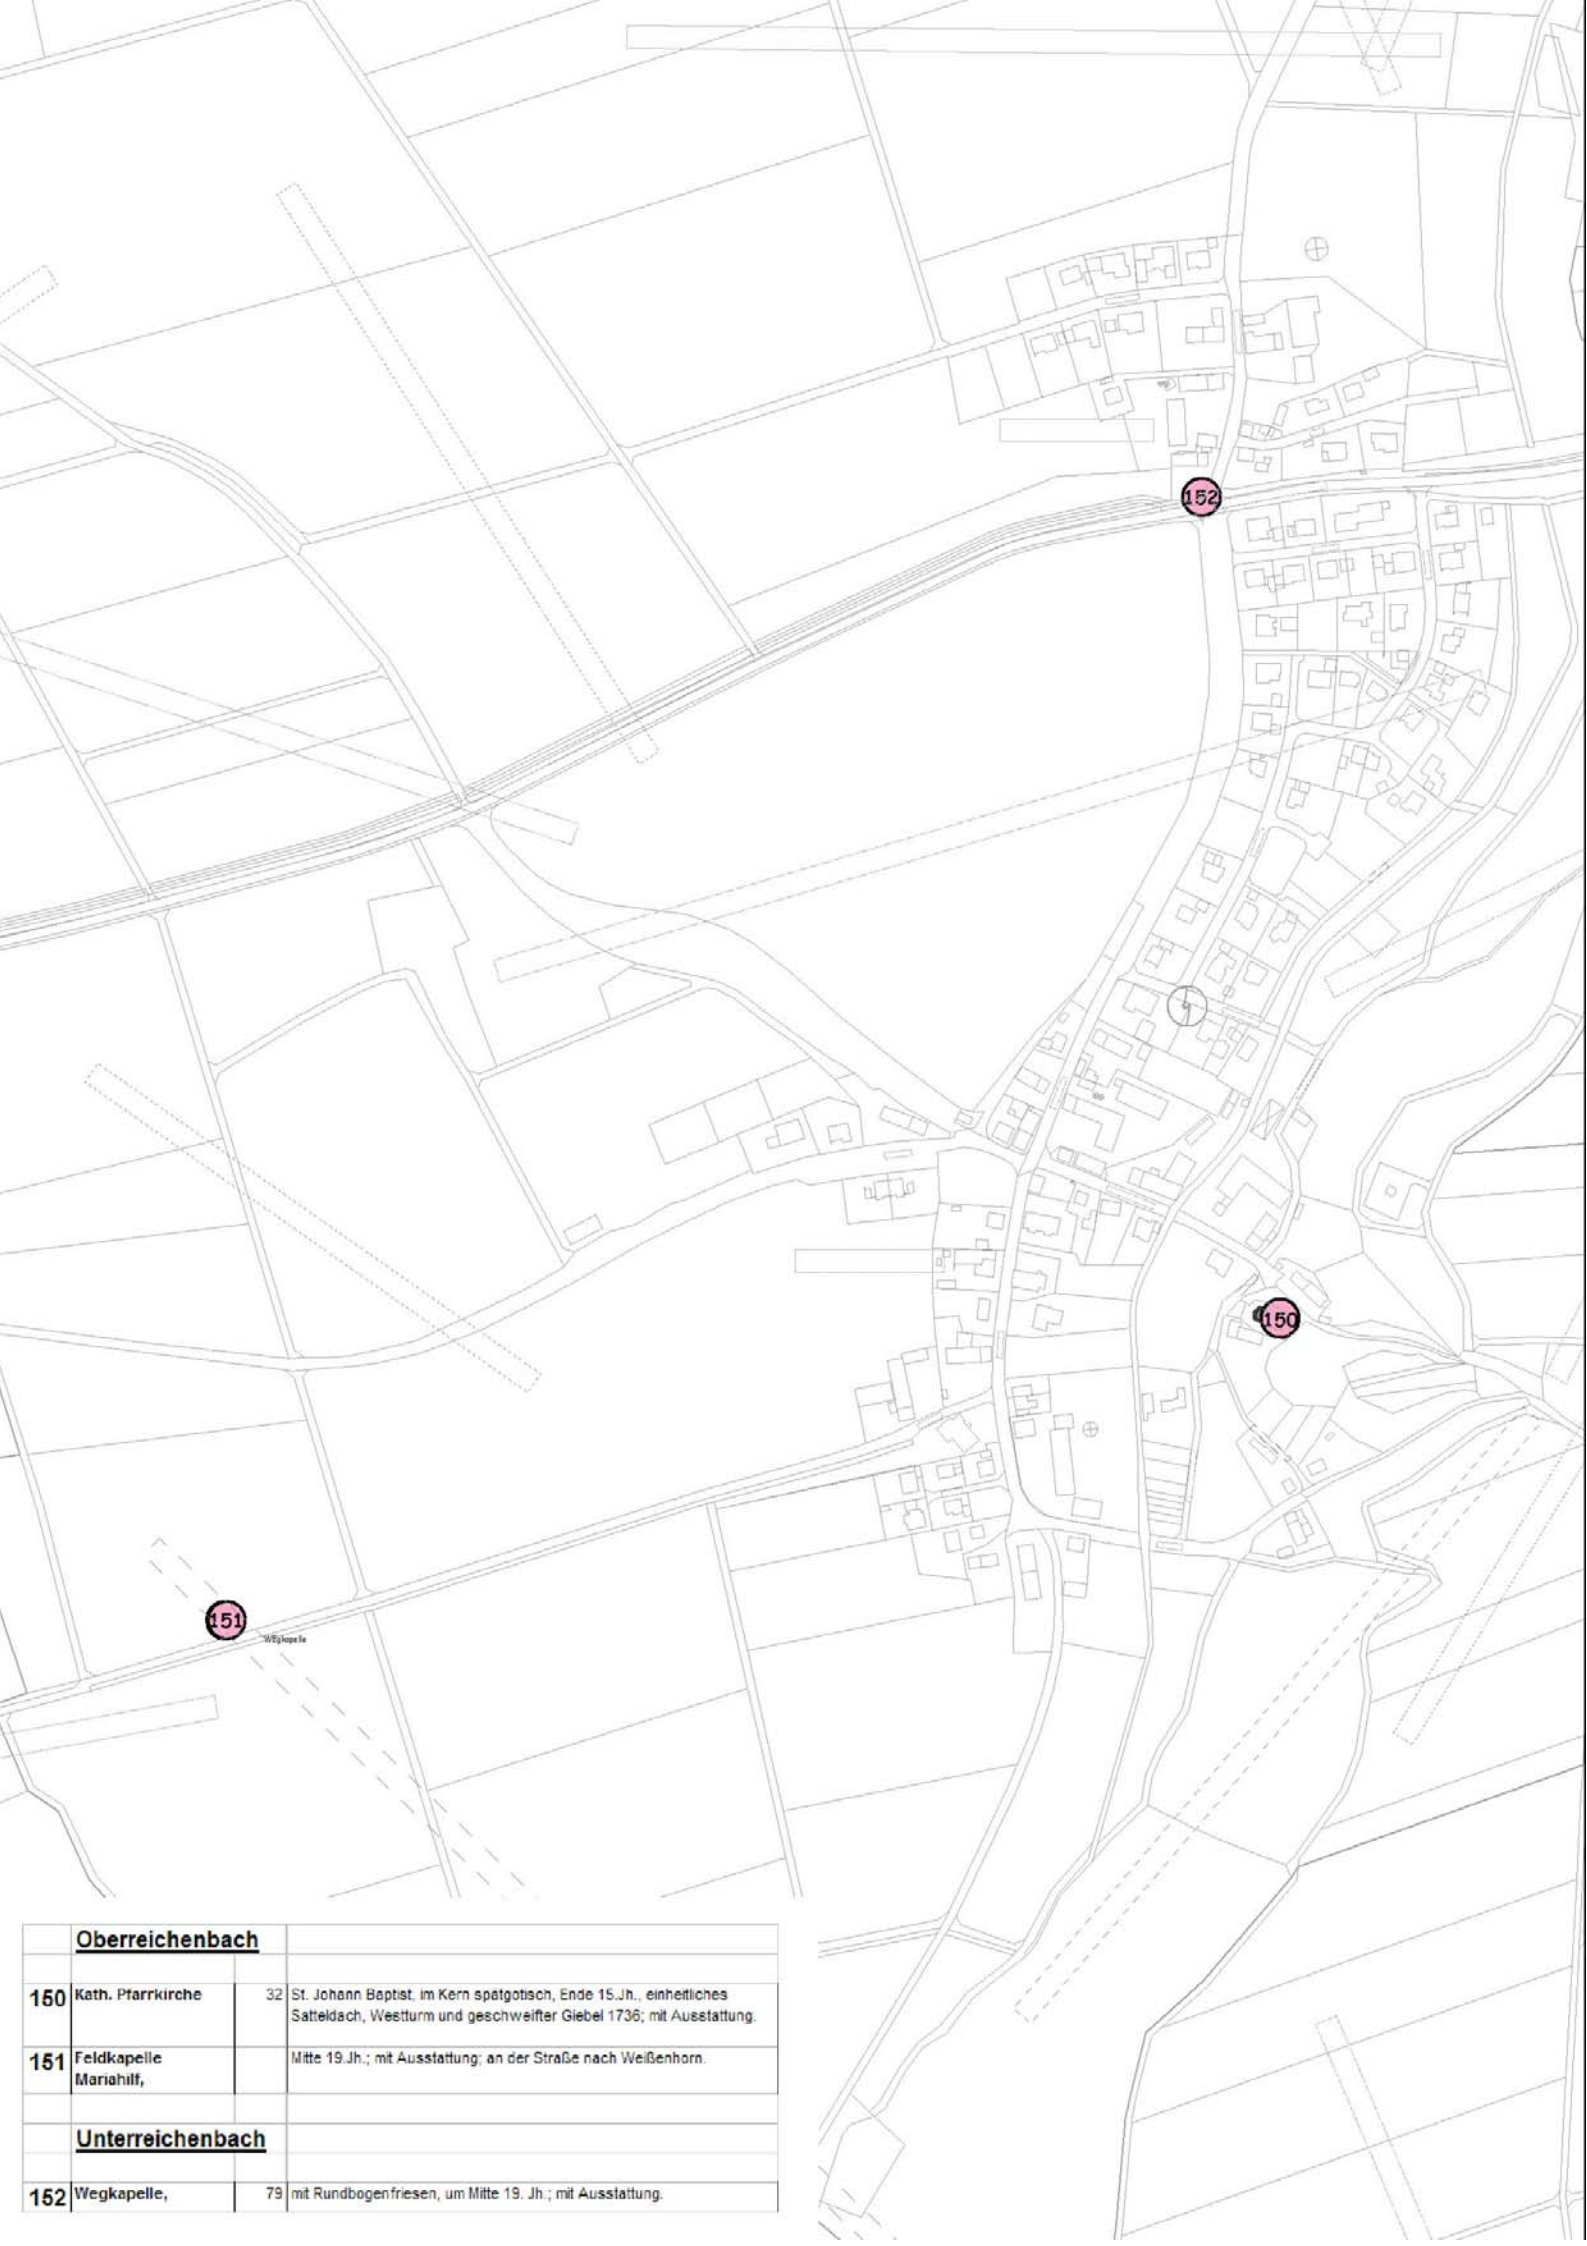 152
150
151
Wegkapelle
Oberreichenbach
150 Kath. Pfarrkirche 32 St. Johann Baptist, im Kern spätgotisch, Ende 15.Jh., einheitliches
Satteldach, Westturm und geschweifter Giebel 1736; mit Ausstattung.
151 Feldkapelle Mitte 19.Jh.; mit Ausstattung; an der Straße nach Weißenhorn.
Mariahilf,
Unterreichenbach
152 Wegkapelle, 79 mit Rundbogenfriesen, um Mitte 19. Jh.; mit Ausstattung.